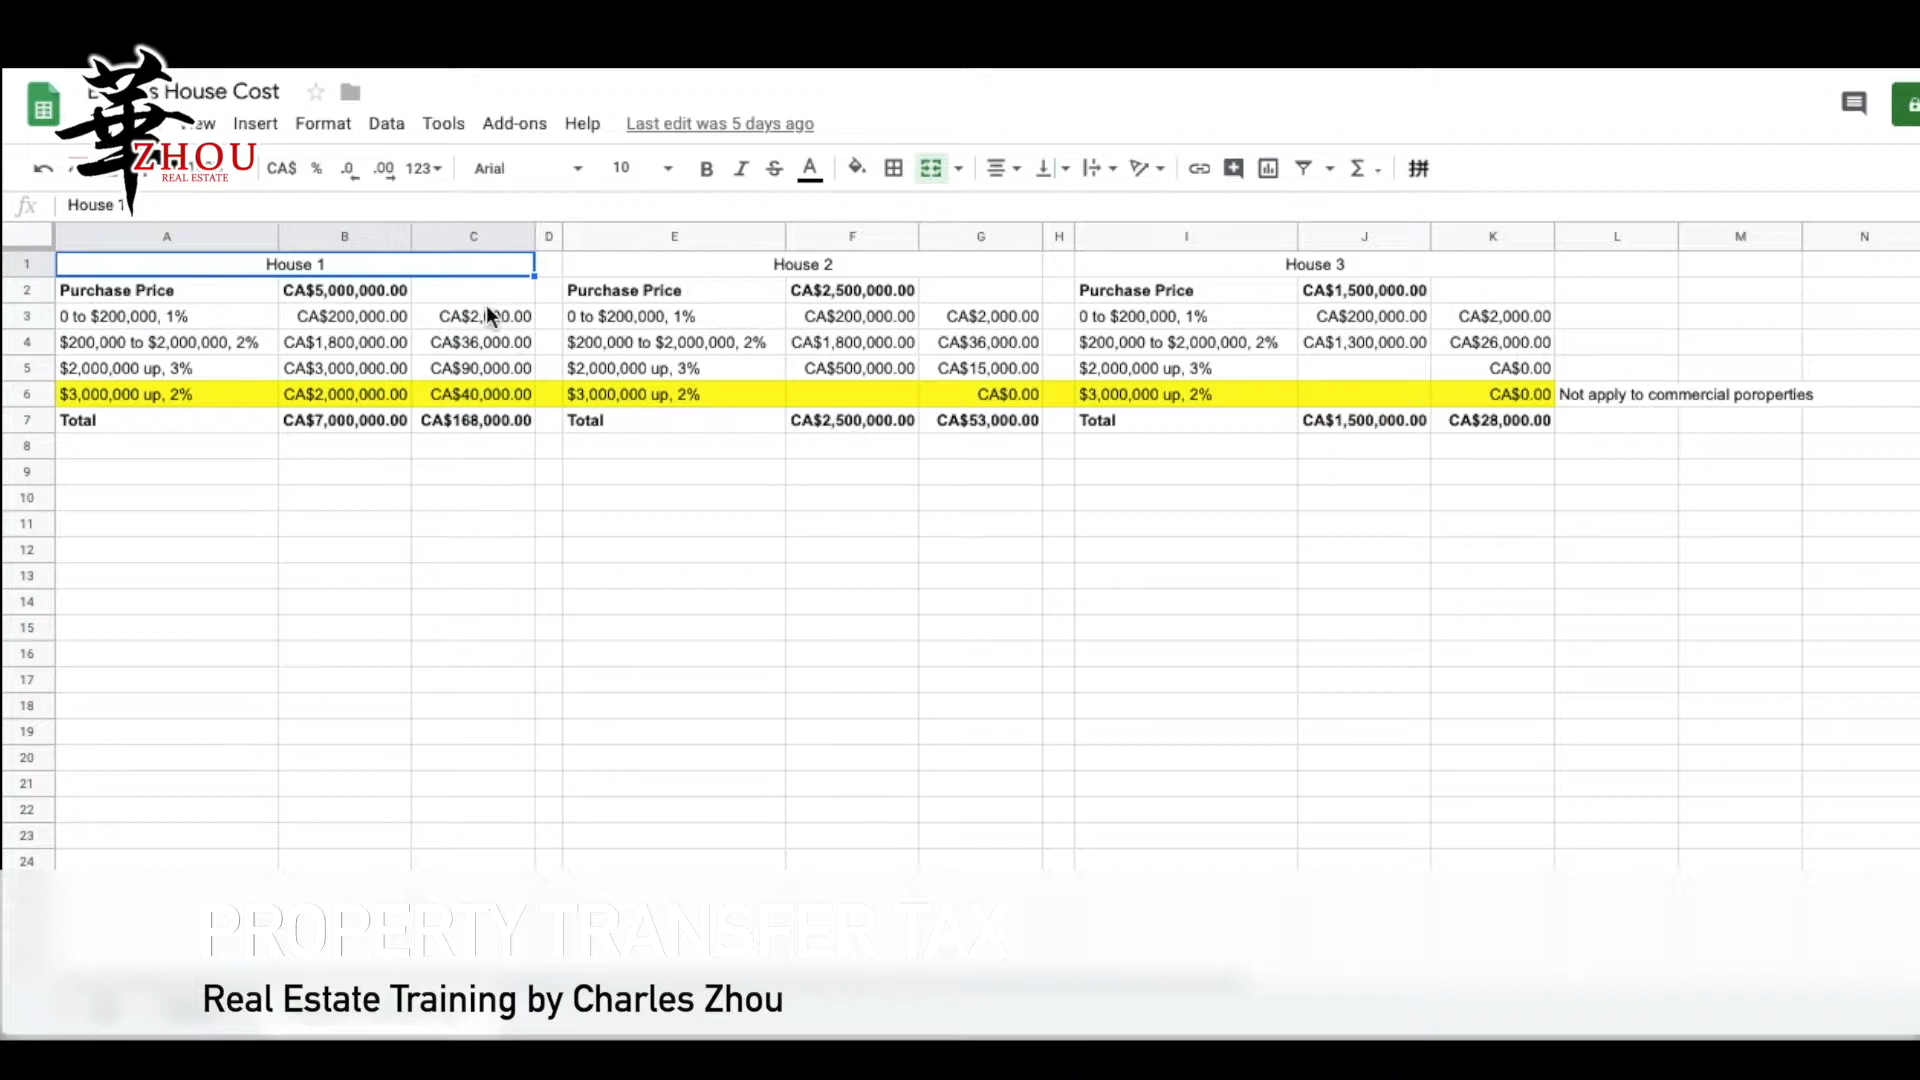 華
ZHOU
REAL ESTATE
House Cost
Insert Format Data Tools Add-ons Help Last edit was 5 days ago
CA$ % .0 .00 123 Arial 10 B I S A 拼
fx House 1
A B C D E F G H I J K L M N
1 House 1 House 2 House 3
2 Purchase Price CA$5,000,000.00 Purchase Price CA$2,500,000.00 Purchase Price CA$1,500,000.00
3 0 to $200,000, 1% CA$200,000.00 0 to $200,000, 1% CA$200,000.00 CA$2,000.00 0 to $200,000, 1% CA$200,000.00 CA$2,000.00
4 $200,000 to $2,000,000, 2% CA$1,800,000.00 CA$36,000.00 $200,000 to $2,000,000, 2% CA$1,800,000.00 CA$36,000.00 $200,000 to $2,000,000, 2% CA$1,300,000.00 CA$26,000.00
5 $2,000,000 up, 3% CA$3,000,000.00 CA$90,000.00 $2,000,000 up, 3% CA$500,000.00 CA$15,000.00 $2,000,000 up, 3% CA$0.00
6 $3,000,000 up, 2% CA$2,000,000.00 CA$40,000.00 $3,000,000 up, 2% CA$0.00 $3,000,000 up, 2% CA$0.00 Not apply to commercial poroperties
7 Total CA$7,000,000.00 CA$168,000.00 Total CA$2,500,000.00 CA$53,000.00 Total CA$1,500,000.00 CA$28,000.00
8
9
10
11
12
13
14
15
16
17
18
19
20
21
22
23
24
PROPERTY TRANSFER TAX
Real Estate Training by Charles Zhou